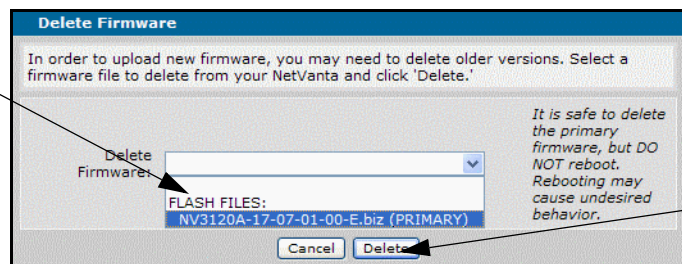 Delete Firmware
In order to upload new firmware, you may need to delete older versions. Select a
firmware file to delete from your NetVanta and click 'Delete.'
Delete
Firmware:
FLASH FILES:
NV3120A-17-07-01-00-E.biz (PRIMARY)
It is safe to delete
the primary
firmware, but DO
NOT reboot.
Rebooting may
cause undesired
behavior.
Cancel
Delete